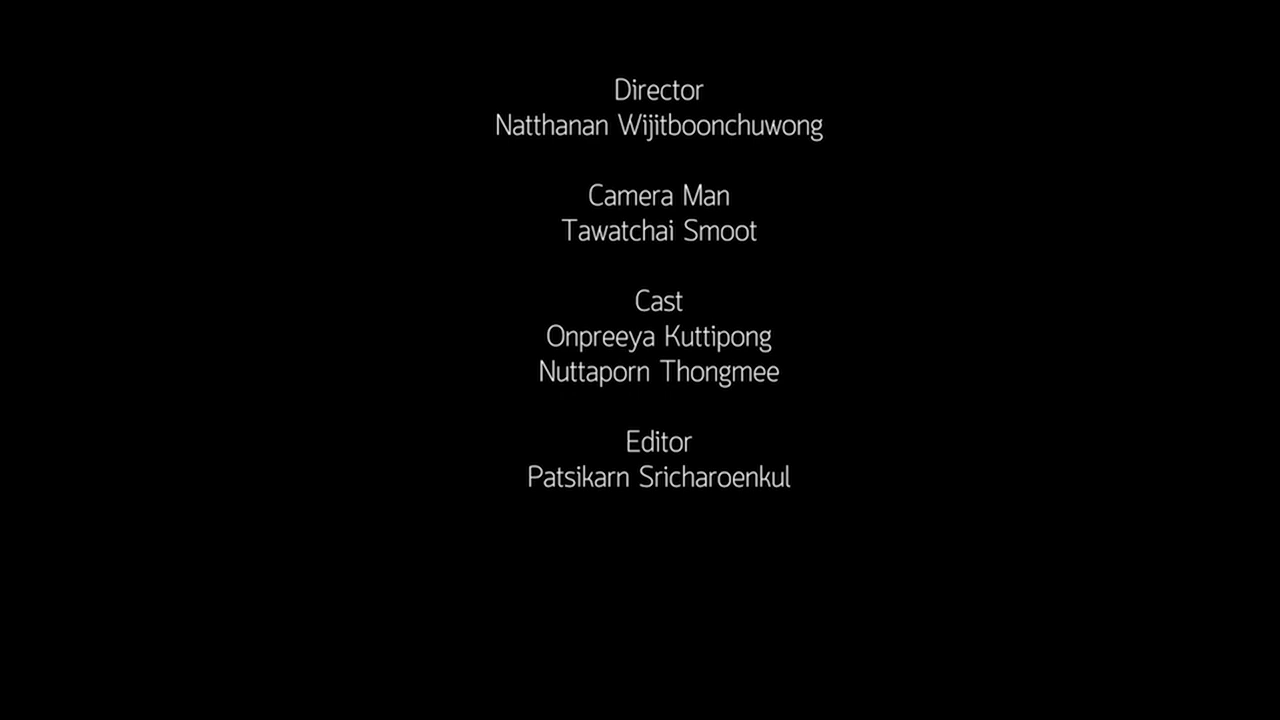 Director
Natthanan Wijitboonchuwong
Camera Man
Tawatchai Smoot
Cast
Onpreeya Kuttipong
Nuttaporn Thongmee
Editor
Patsikarn Sricharoenkul